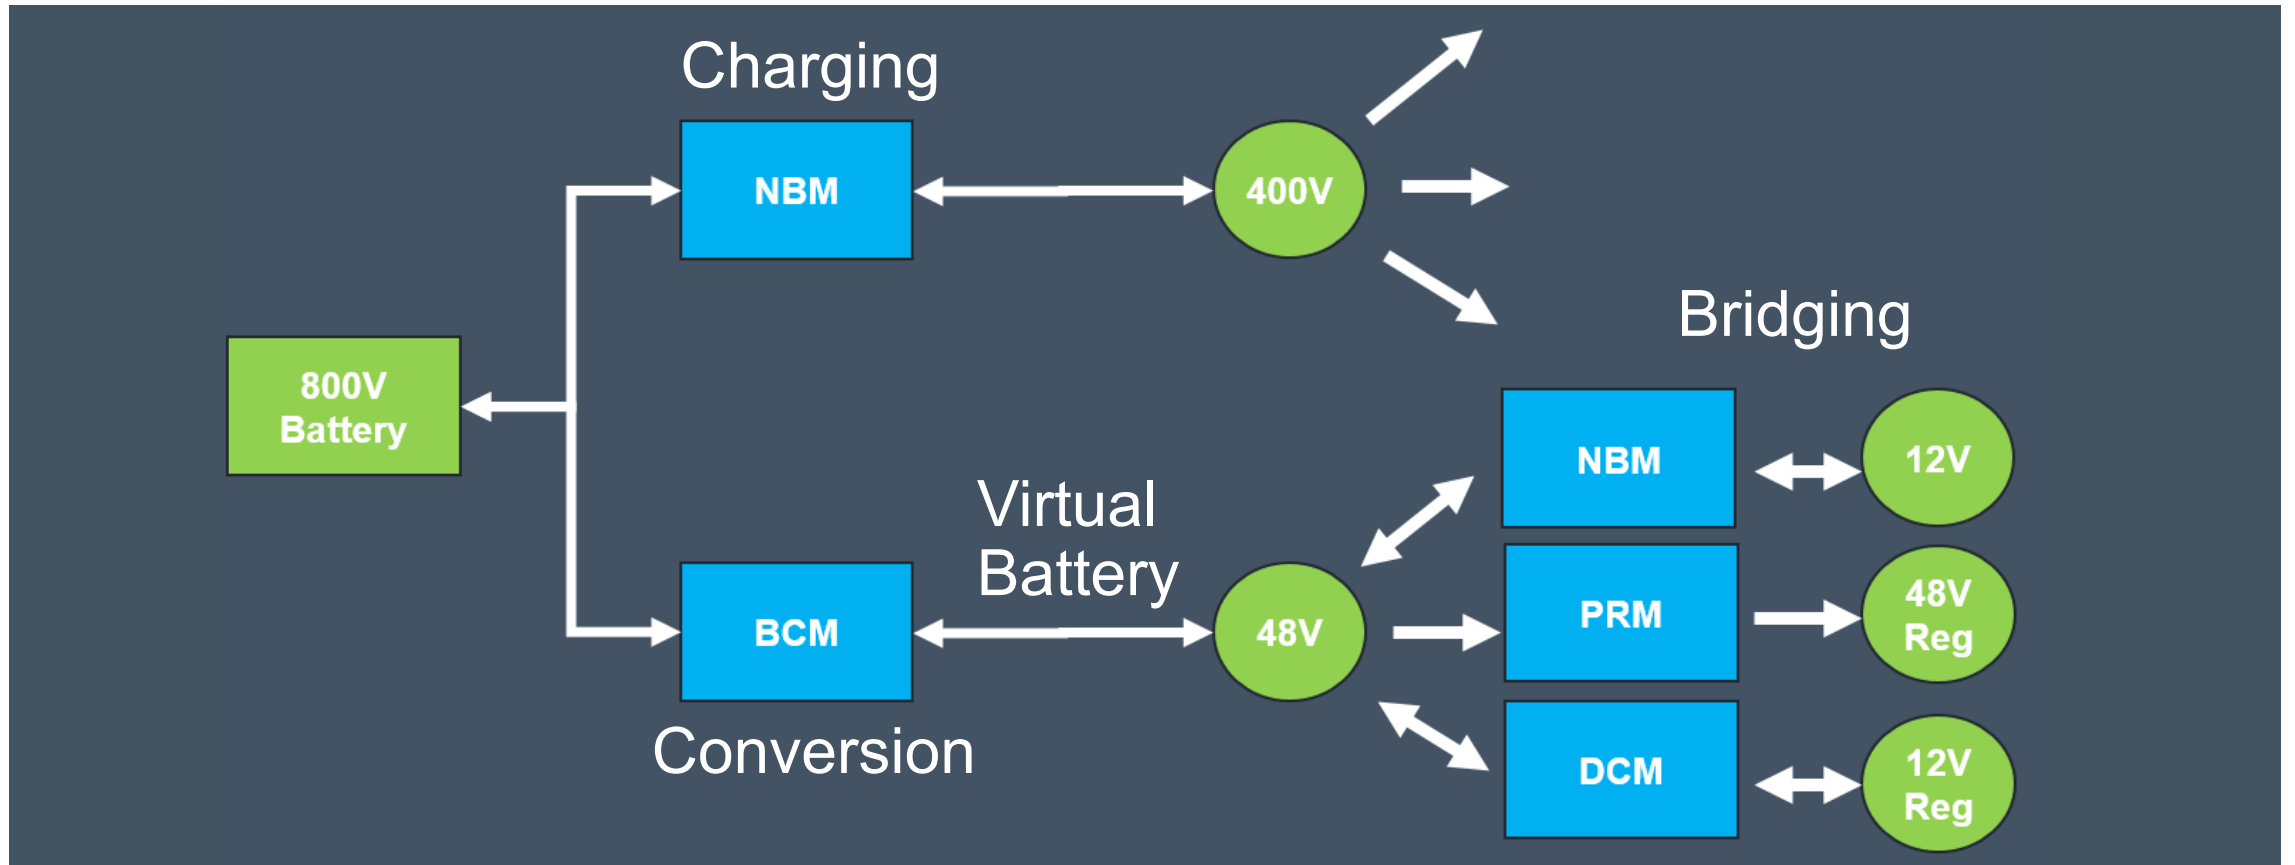 Charging
NBM
400V
Bridging
800V
Battery
NBM
12V
Virtual
Battery
BCM
48V
PRM
48V
Reg
Conversion
DCM
12V
Reg